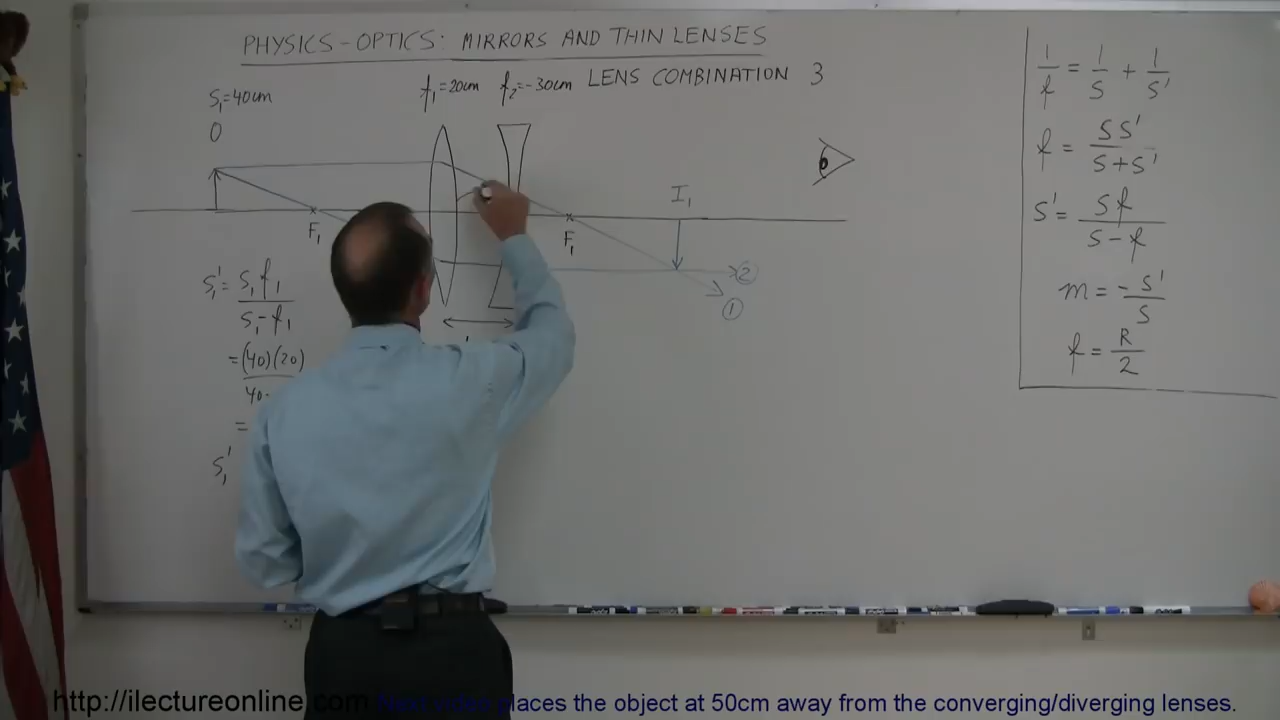 PHYSICS-OPTICS: MIRRORS AND THIN LENSES
f₁=20cm f₂=-30cm LENS COMBINATION 3
S₁=40cm
O
I₁
F₁
F₁
②
①
S₁' = S₁f₁ / S₁-f₁
= (40)(20)
40-
=
S₁'
1/f = 1/S + 1/S'
f = SS' / S+S'
S' = Sf / S-f
m = -S' / S
f = R / 2
http://ilectureonline.com Next video places the object at 50cm away from the converging/diverging lenses.